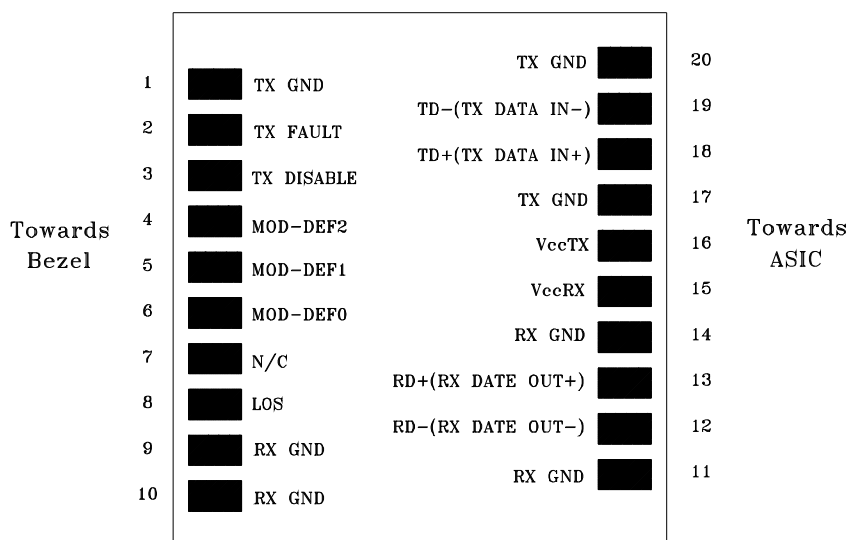 Towards
Bezel
1 TX GND
2 TX FAULT
3 TX DISABLE
4 MOD-DEF2
5 MOD-DEF1
6 MOD-DEF0
7 N/C
8 LOS
9 RX GND
10 RX GND
TX GND 20
TD-(TX DATA IN-) 19
TD+(TX DATA IN+) 18
TX GND 17
VccTX 16
VccRX 15
RX GND 14
RD+(RX DATE OUT+) 13
RD-(RX DATE OUT-) 12
RX GND 11
Towards
ASIC